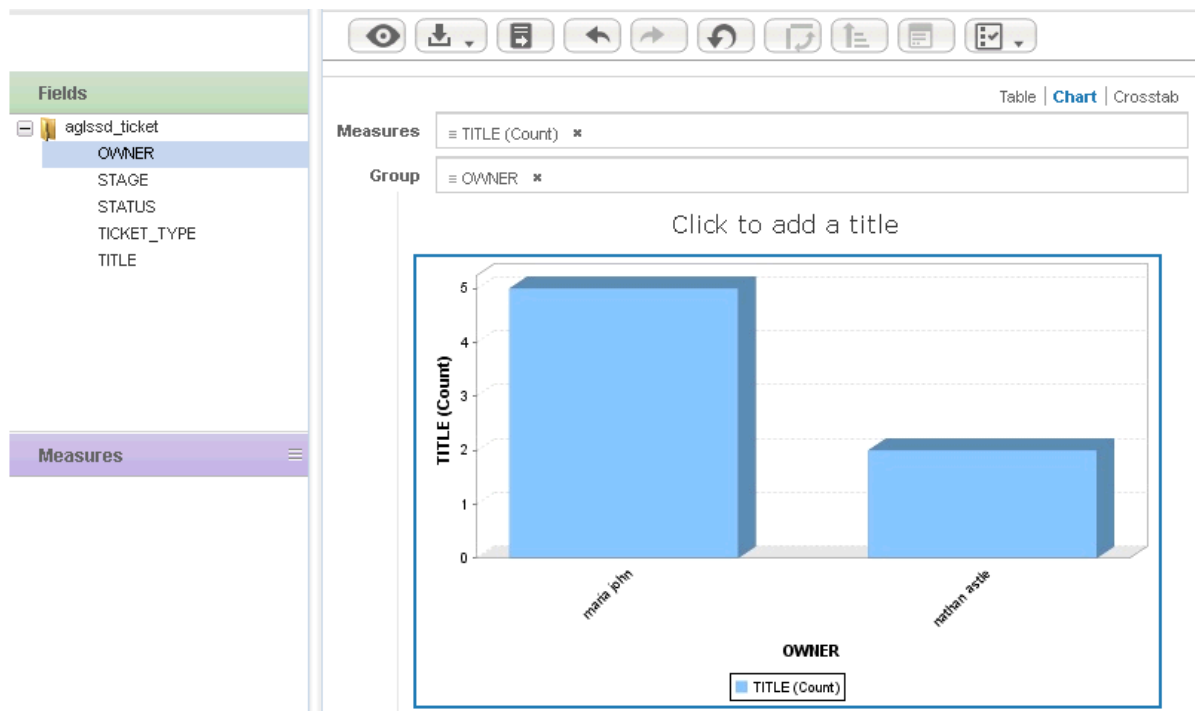 Fields
aglssd_ticket
OWNER
STAGE
STATUS
TICKET_TYPE
TITLE
Measures
Table | Chart | Crosstab
Measures
TITLE (Count) ×
Group
OWNER ×
Click to add a title
TITLE (Count)
5
4
3
2
1
0
maria john
nathan astle
OWNER
TITLE (Count)